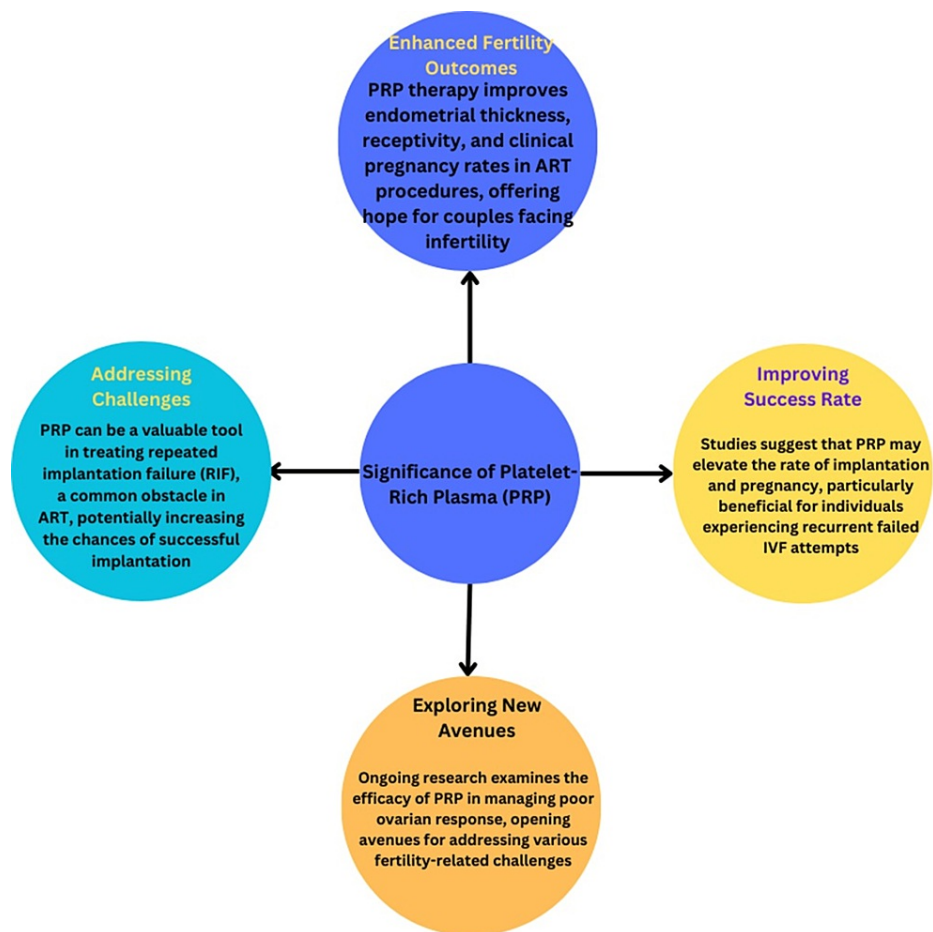 Enhanced Fertility
Outcomes
PRP therapy improves
endometrial thickness,
receptivity, and clinical
pregnancy rates in ART
procedures, offering
hope for couples facing
infertility
Addressing
Challenges
PRP can be a valuable tool
in treating repeated
implantation failure (RIF),
a common obstacle in
ART, potentially increasing
the chances of successful
implantation
Significance of Platelet-
Rich Plasma (PRP)
Improving
Success Rate
Studies suggest that PRP may
elevate the rate of implantation
and pregnancy, particularly
beneficial for individuals
experiencing recurrent failed
IVF attempts
Exploring New
Avenues
Ongoing research examines the
efficacy of PRP in managing poor
ovarian response, opening
avenues for addressing various
fertility-related challenges